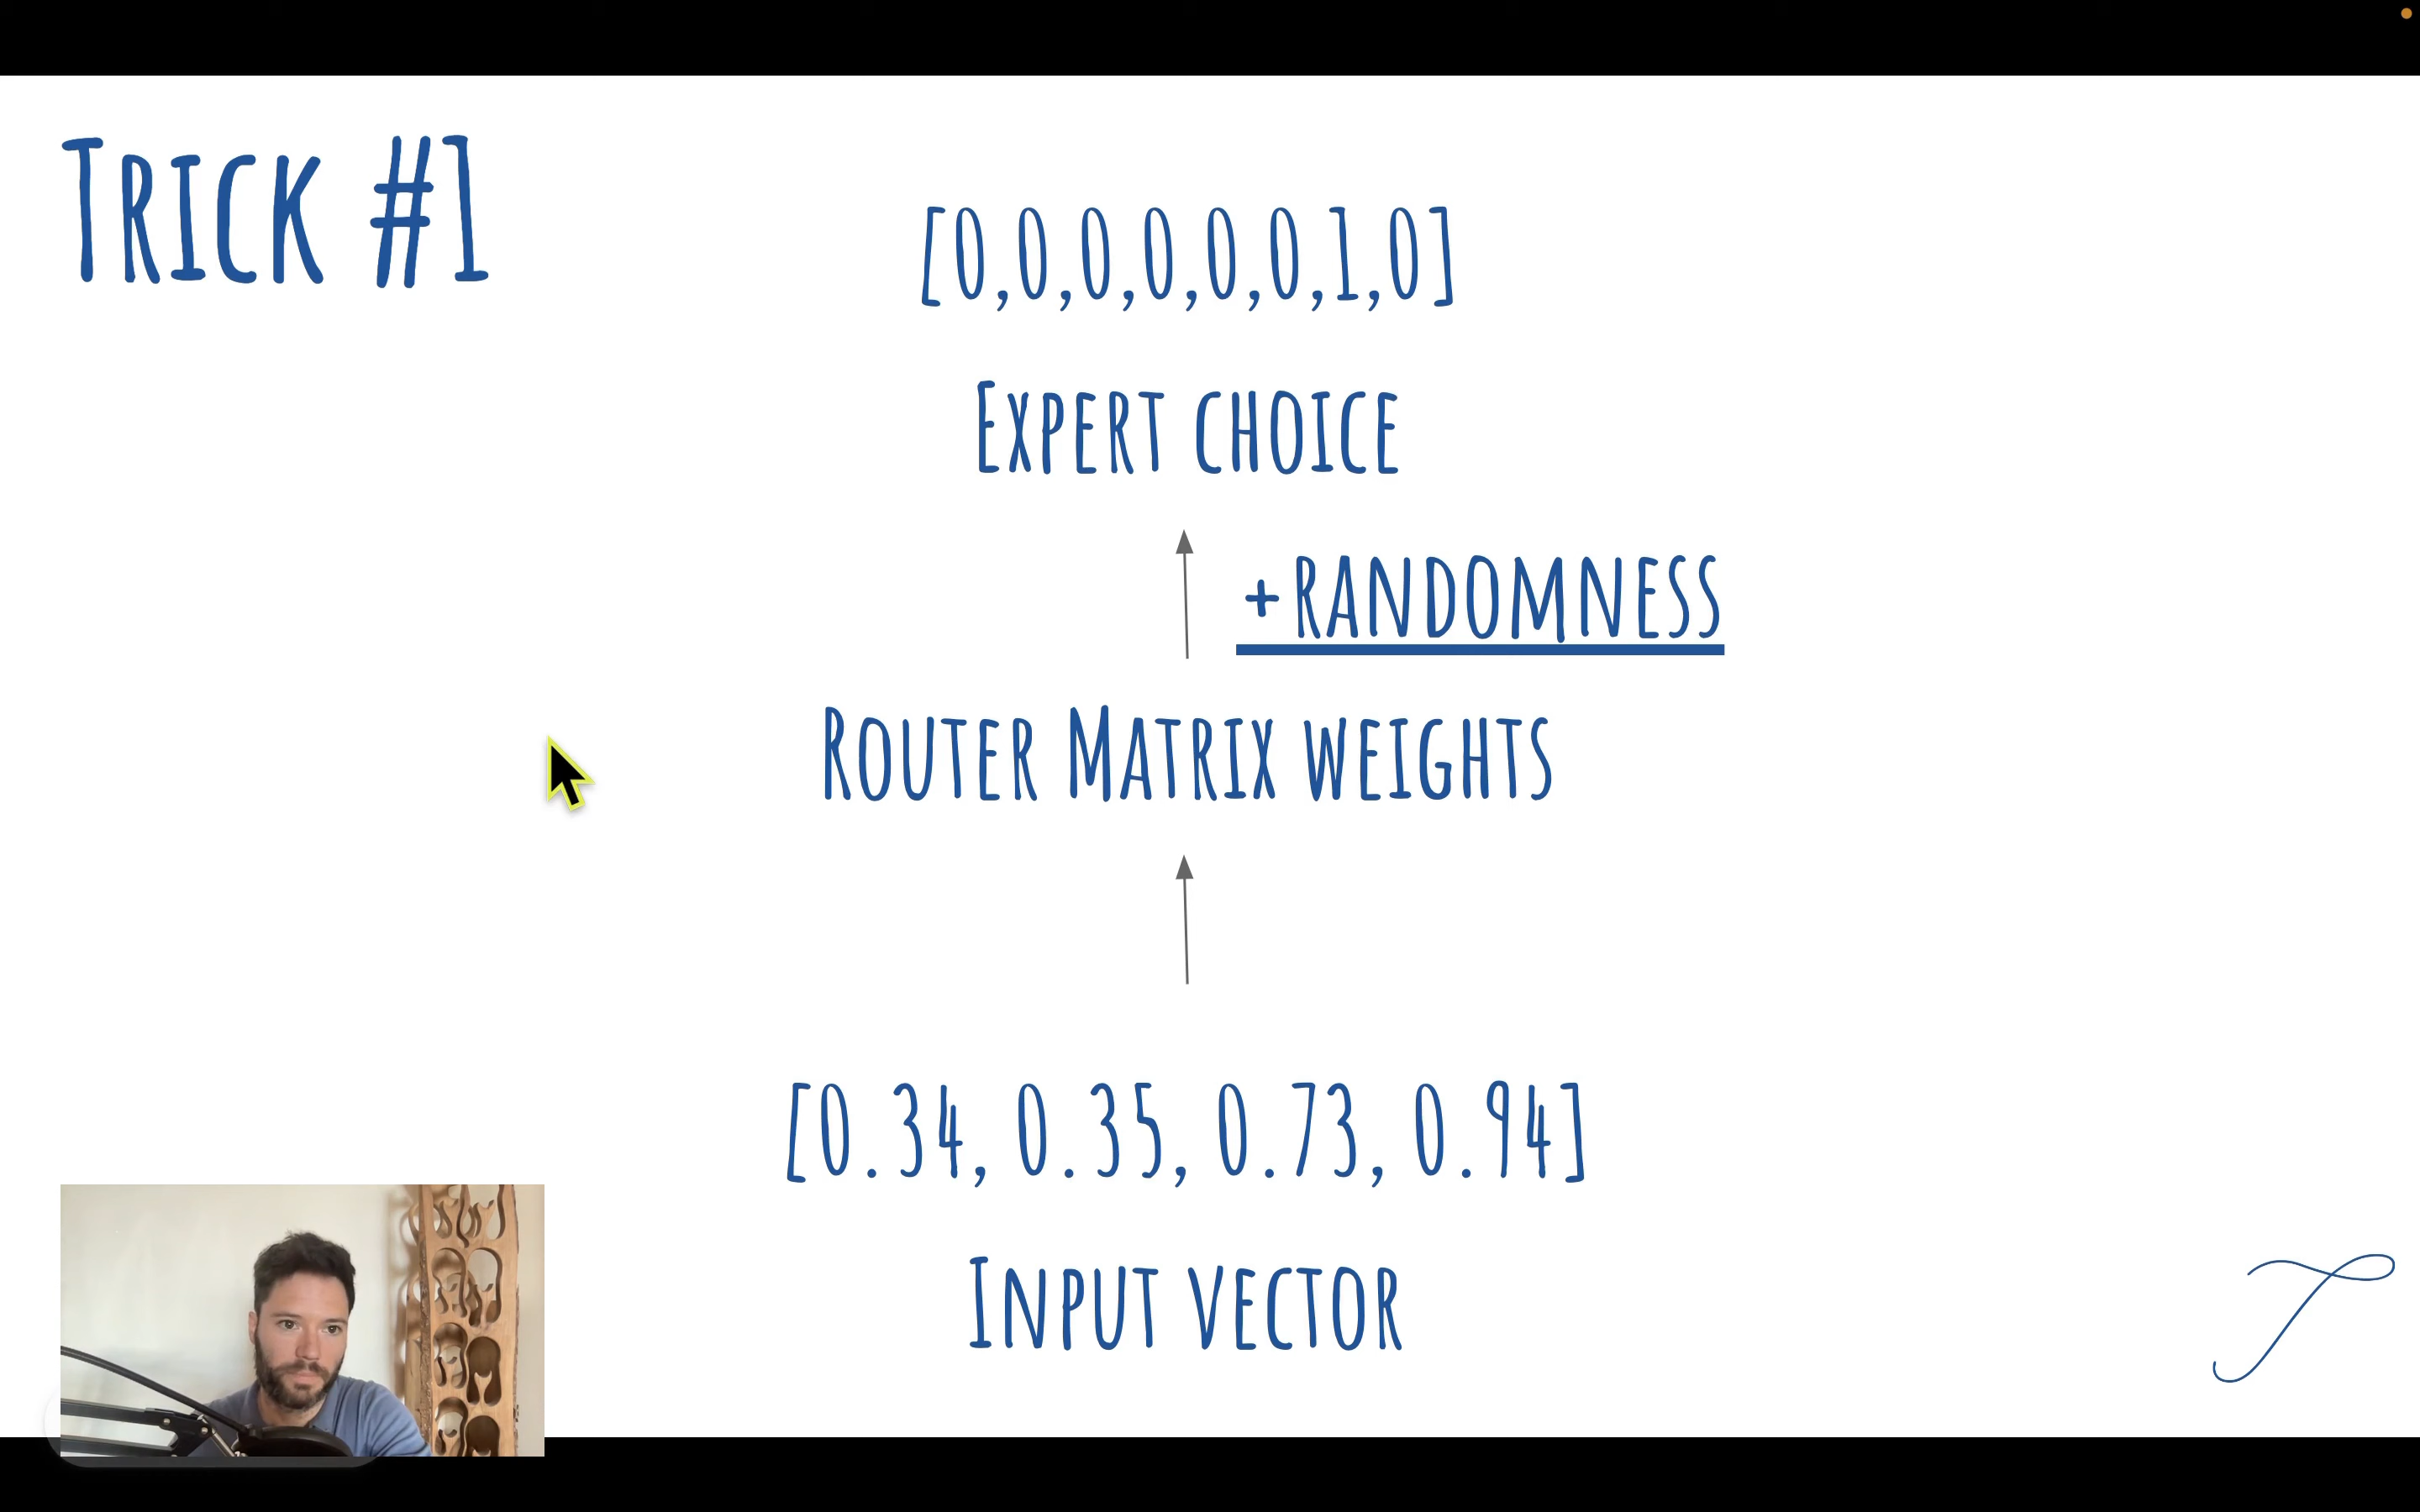 Trick #1
[0,0,0,0,0,0,1,0]
Expert choice
+randomness
Router Matrix weights
[0.34, 0.35, 0.73, 0.94]
Input vector